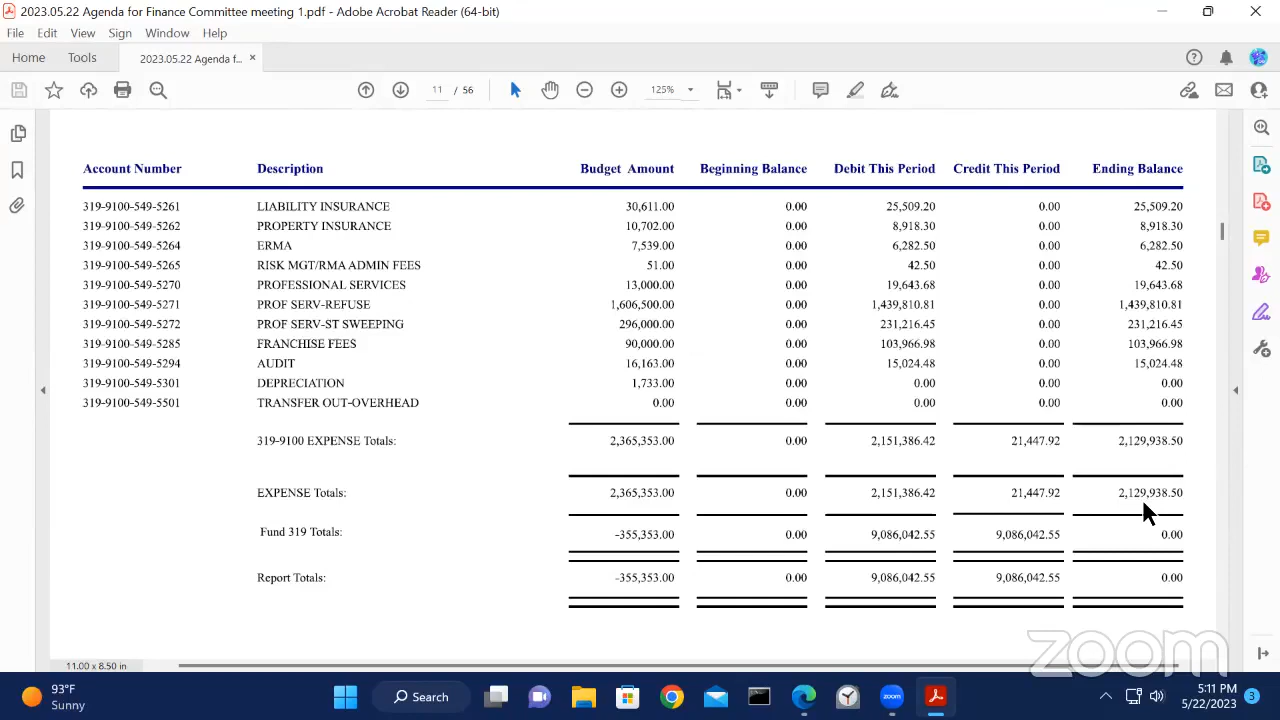 2023.05.22 Agenda for Finance Committee meeting 1.pdf - Adobe Acrobat Reader (64-bit)
File Edit View Sign Window Help
Home Tools 2023.05.22 Agenda f... ×
11 / 56 125%
Account Number Description Budget Amount Beginning Balance Debit This Period Credit This Period Ending Balance
319-9100-549-5261 LIABILITY INSURANCE 30,611.00 0.00 25,509.20 0.00 25,509.20
319-9100-549-5262 PROPERTY INSURANCE 10,702.00 0.00 8,918.30 0.00 8,918.30
319-9100-549-5264 ERMA 7,539.00 0.00 6,282.50 0.00 6,282.50
319-9100-549-5265 RISK MGT/RMA ADMIN FEES 51.00 0.00 42.50 0.00 42.50
319-9100-549-5270 PROFESSIONAL SERVICES 13,000.00 0.00 19,643.68 0.00 19,643.68
319-9100-549-5271 PROF SERV-REFUSE 1,606,500.00 0.00 1,439,810.81 0.00 1,439,810.81
319-9100-549-5272 PROF SERV-ST SWEEPING 296,000.00 0.00 231,216.45 0.00 231,216.45
319-9100-549-5285 FRANCHISE FEES 90,000.00 0.00 103,966.98 0.00 103,966.98
319-9100-549-5294 AUDIT 16,163.00 0.00 15,024.48 0.00 15,024.48
319-9100-549-5301 DEPRECIATION 1,733.00 0.00 0.00 0.00 0.00
319-9100-549-5501 TRANSFER OUT-OVERHEAD 0.00 0.00 0.00 0.00 0.00
319-9100 EXPENSE Totals: 2,365,353.00 0.00 2,151,386.42 21,447.92 2,129,938.50
EXPENSE Totals: 2,365,353.00 0.00 2,151,386.42 21,447.92 2,129,938.50
Fund 319 Totals: -355,353.00 0.00 9,086,042.55 9,086,042.55 0.00
Report Totals: -355,353.00 0.00 9,086,042.55 9,086,042.55 0.00
zoom
11.00 x 8.50 in
93°F
Sunny
Search
zoom
5:11 PM
5/22/2023
3